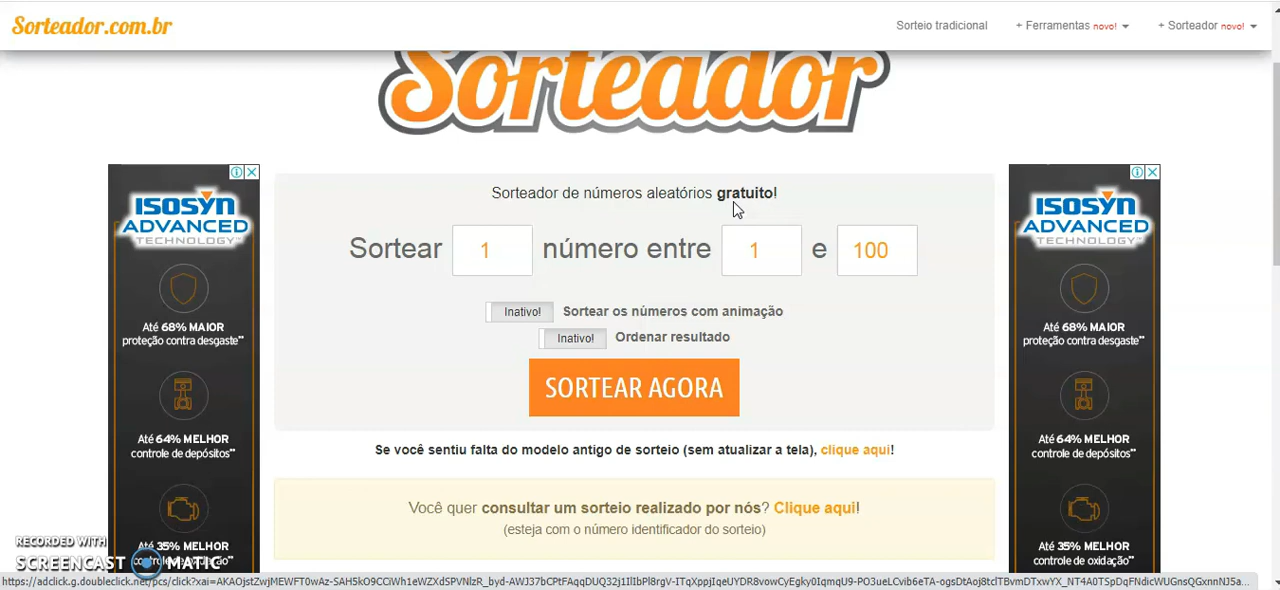 Sorteador.com.br
Sorteio tradicional
+ Ferramentas novo!
+ Sorteador novo!
Sorteador
ISOSYN
ADVANCED
TECHNOLOGY™
Até 68% MAIOR
proteção contra desgaste**
Até 64% MELHOR
controle de depósitos**
Até 35% MELHOR
Sorteador de números aleatórios gratuito!
Sortear 1 número entre 1 e 100
Inativo! Sortear os números com animação
Inativo! Ordenar resultado
SORTEAR AGORA
Se você sentiu falta do modelo antigo de sorteio (sem atualizar a tela), clique aqui!
Você quer consultar um sorteio realizado por nós? Clique aqui!
(esteja com o número identificador do sorteio)
ISOSYN
ADVANCED
TECHNOLOGY™
Até 68% MAIOR
proteção contra desgaste**
Até 64% MELHOR
controle de depósitos**
Até 35% MELHOR
controle de oxidação**
RECORDED WITH
SCREENCAST MATIC